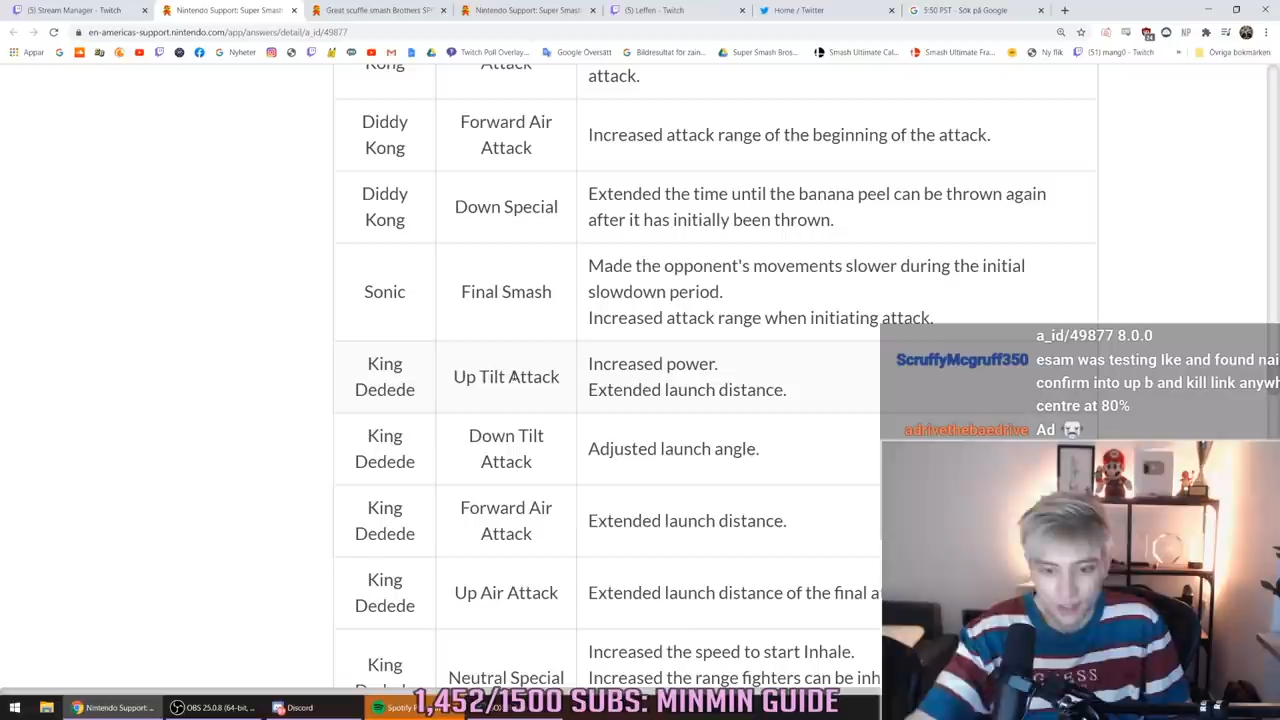 (5) Stream Manager - Twitch
Nintendo Support: Super Smash
Great scuffle smash Brothers SP
Nintendo Support: Super Smash
(5) Leffen - Twitch
Home / Twitter
5:50 PST - Sök på Google
en-americas-support.nintendo.com/app/answers/detail/a_id/49877
Appar
Nyheter
Twitch Poll Overlay...
Google Översätt
Bildresultat för zain...
Super Smash Bros...
Smash Ultimate Cal...
Smash Ultimate Fra...
Ny flik
(51) mang0 - Twitch
Övriga bokmärken
Kong
Attack
attack.
Diddy
Kong
Forward Air
Attack
Increased attack range of the beginning of the attack.
Diddy
Kong
Down Special
Extended the time until the banana peel can be thrown again
after it has initially been thrown.
Sonic
Final Smash
Made the opponent's movements slower during the initial
slowdown period.
Increased attack range when initiating attack.
King
Dedede
Up Tilt Attack
Increased power.
Extended launch distance.
King
Dedede
Down Tilt
Attack
Adjusted launch angle.
King
Dedede
Forward Air
Attack
Extended launch distance.
King
Dedede
Up Air Attack
Extended launch distance of the final a
King
Neutral Special
Increased the speed to start Inhale.
Increased the range fighters can be inh
a_id/49877 8.0.0
ScruffyMcgruff350
esam was testing Ike and found nai
confirm into up b and kill link anywh
centre at 80%
adrivethebaedrive
Ad
GUESS
1,452/1500 SUBS: MINMIN GUIDE
Nintendo Support: ...
OBS 25.0.8 (64-bit, ...
Discord
Spotify